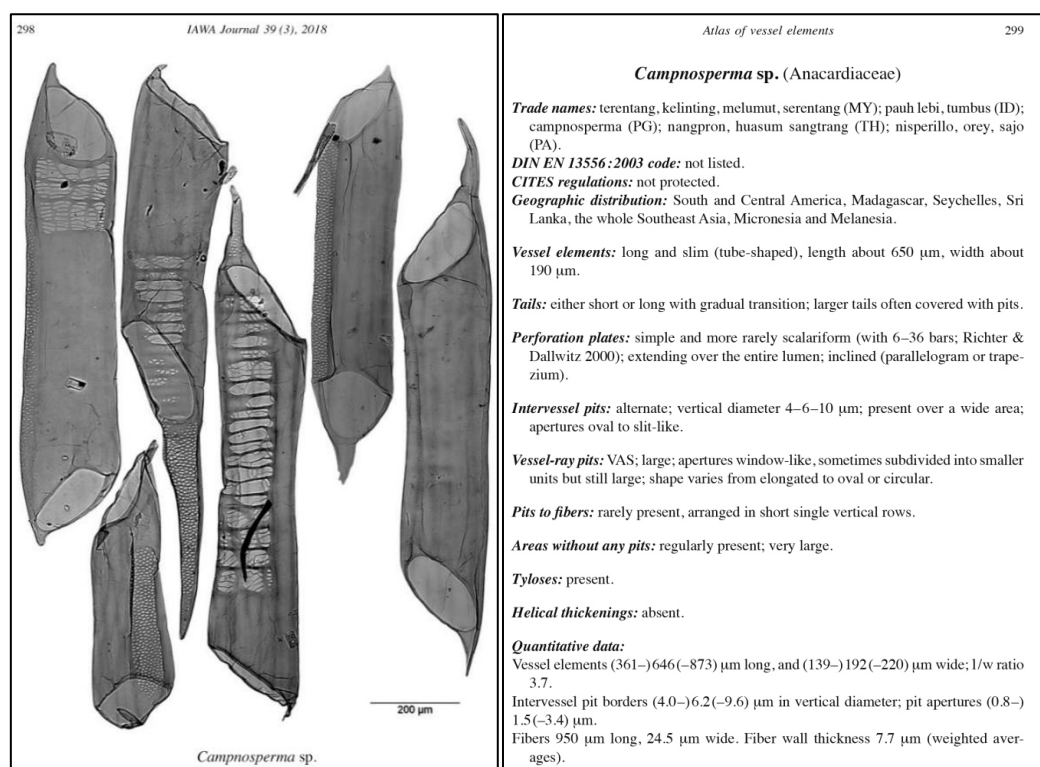 298
IAWA Journal 39 (3), 2018
200 µm
Campnosperma sp.
Atlas of vessel elements
299
Campnosperma sp. (Anacardiaceae)
Trade names: terentang, kelinting, melumut, serentang (MY); pauh lebi, tumbus (ID);
campnosperma (PG); nangpron, huasum sangtrang (TH); nisperillo, orey, sajo
(PA).
DIN EN 13556 : 2003 code: not listed.
CITES regulations: not protected.
Geographic distribution: South and Central America, Madagascar, Seychelles, Sri
Lanka, the whole Southeast Asia, Micronesia and Melanesia.
Vessel elements: long and slim (tube-shaped), length about 650 µm, width about
190 µm.
Tails: either short or long with gradual transition; larger tails often covered with pits.
Perforation plates: simple and more rarely scalariform (with 6–36 bars; Richter &
Dallwitz 2000); extending over the entire lumen; inclined (parallelogram or trape-
zium).
Intervessel pits: alternate; vertical diameter 4–6–10 µm; present over a wide area;
apertures oval to slit-like.
Vessel-ray pits: VAS; large; apertures window-like, sometimes subdivided into smaller
units but still large; shape varies from elongated to oval or circular.
Pits to fibers: rarely present, arranged in short single vertical rows.
Areas without any pits: regularly present; very large.
Tyloses: present.
Helical thickenings: absent.
Quantitative data:
Vessel elements (361–)646(–873) µm long, and (139–)192(–220) µm wide; l/w ratio
3.7.
Intervessel pit borders (4.0–)6.2(–9.6) µm in vertical diameter; pit apertures (0.8–)
1.5(–3.4) µm.
Fibers 950 µm long, 24.5 µm wide. Fiber wall thickness 7.7 µm (weighted aver-
ages).